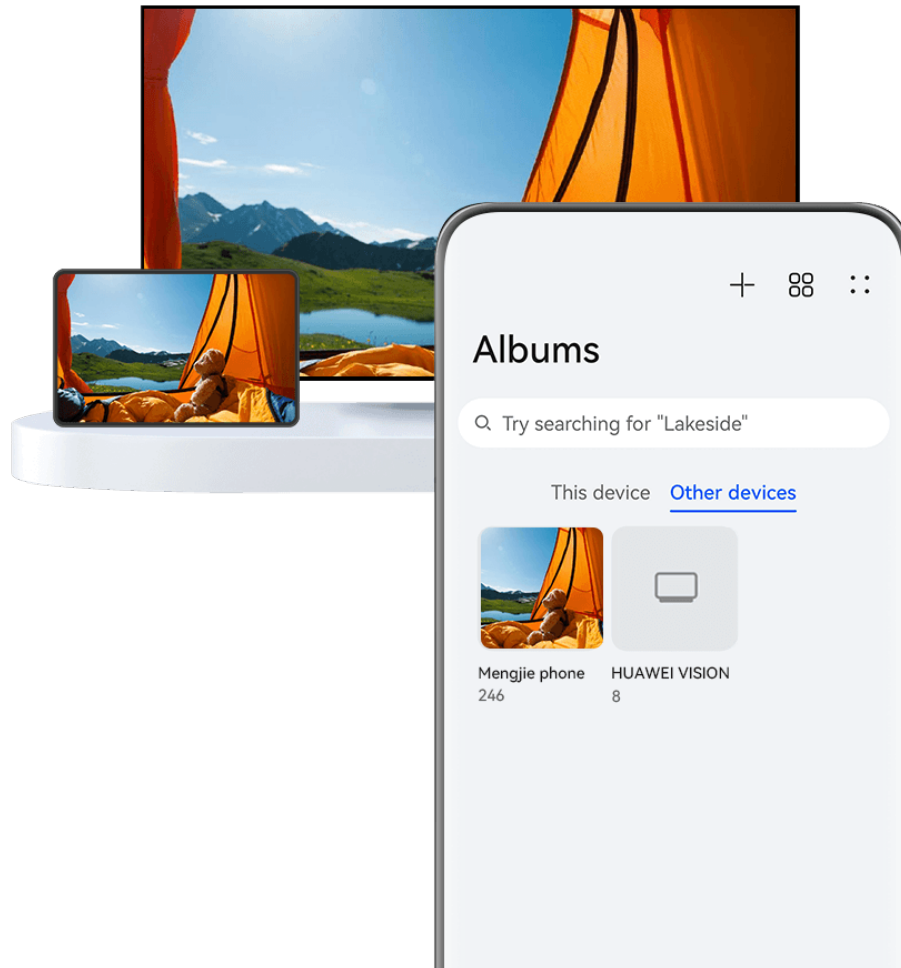 Albums
Try searching for "Lakeside"
This device Other devices
Mengjie phone HUAWEI VISION
246 8